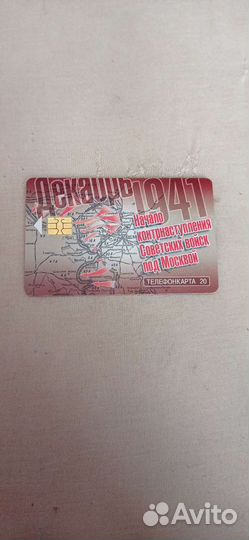 Декабрь 1941
Начало
контрнаступления
Советских войск
под Москвой
ТЕЛЕФОНКАРТА 20
Avito